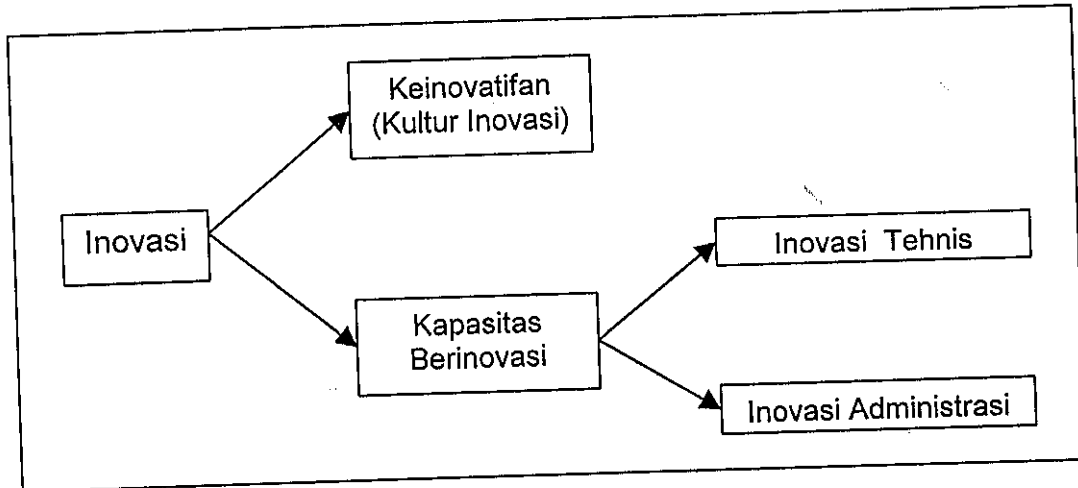 Keinovatifan
(Kultur Inovasi)
Inovasi
Inovasi Tehnis
Kapasitas
Berinovasi
Inovasi Administrasi